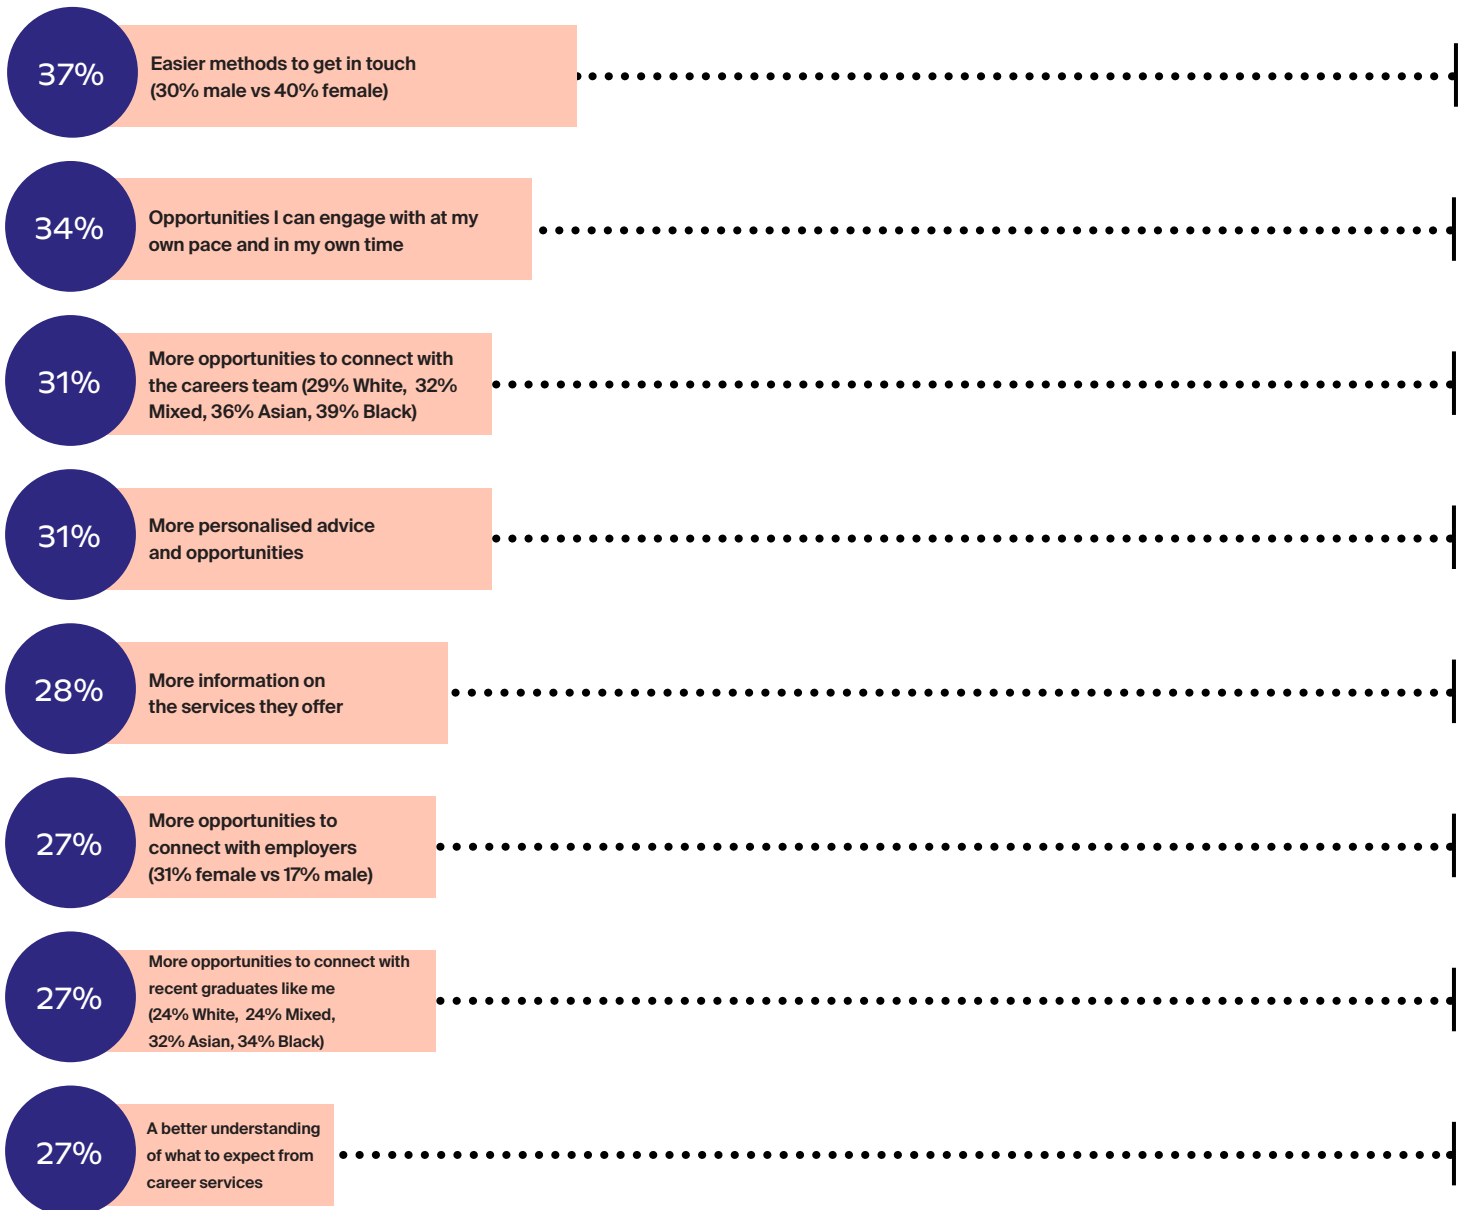 37%
Easier methods to get in touch
(30% male vs 40% female)
34%
Opportunities I can engage with at my
own pace and in my own time
31%
More opportunities to connect with
the careers team (29% White,  32%
Mixed, 36% Asian, 39% Black)
31%
More personalised advice
and opportunities
28%
More information on
the services they offer
27%
More opportunities to
connect with employers
(31% female vs 17% male)
27%
More opportunities to connect with
recent graduates like me
(24% White,  24% Mixed,
32% Asian, 34% Black)
27%
A better understanding
of what to expect from
career services